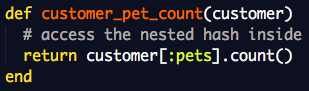 def customer_pet_count(customer)
  # access the nested hash inside
  return customer[:pets].count()
end